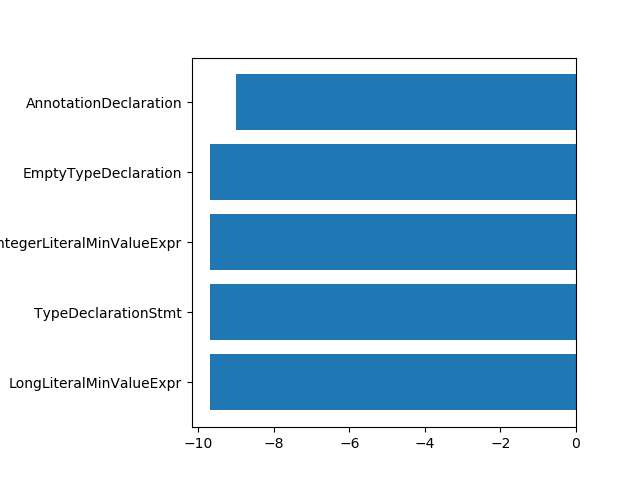 AnnotationDeclaration
EmptyTypeDeclaration
ntegerLiteralMinValueExpr
TypeDeclarationStmt
LongLiteralMinValueExpr
−10 −8 −6 −4 −2 0